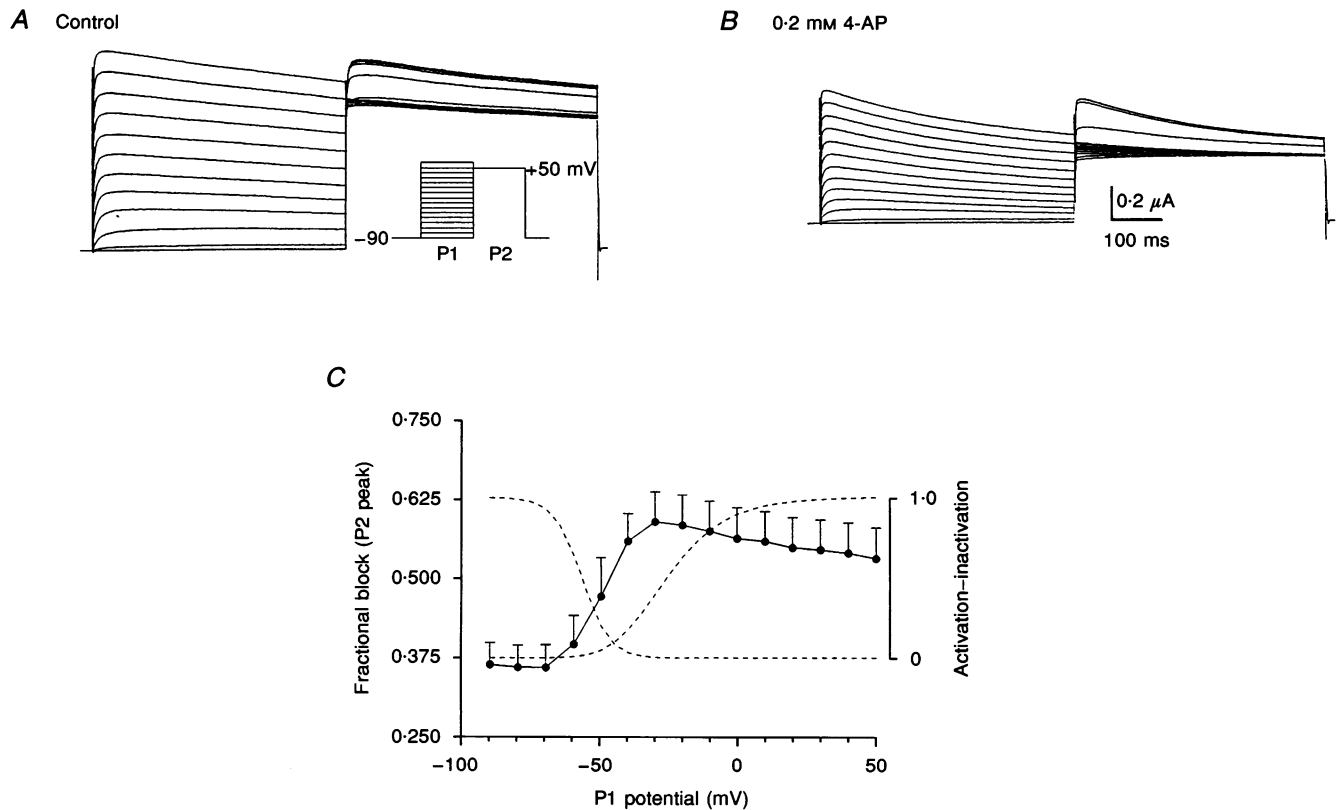 A Control
B 0·2 mM 4-AP
+50 mV
−90
P1 P2
0·2 μA
100 ms
C
Fractional block (P2 peak)
0·750
0·625
0·500
0·375
0·250
−100
−50
0
50
P1 potential (mV)
1·0
0
Activation–inactivation